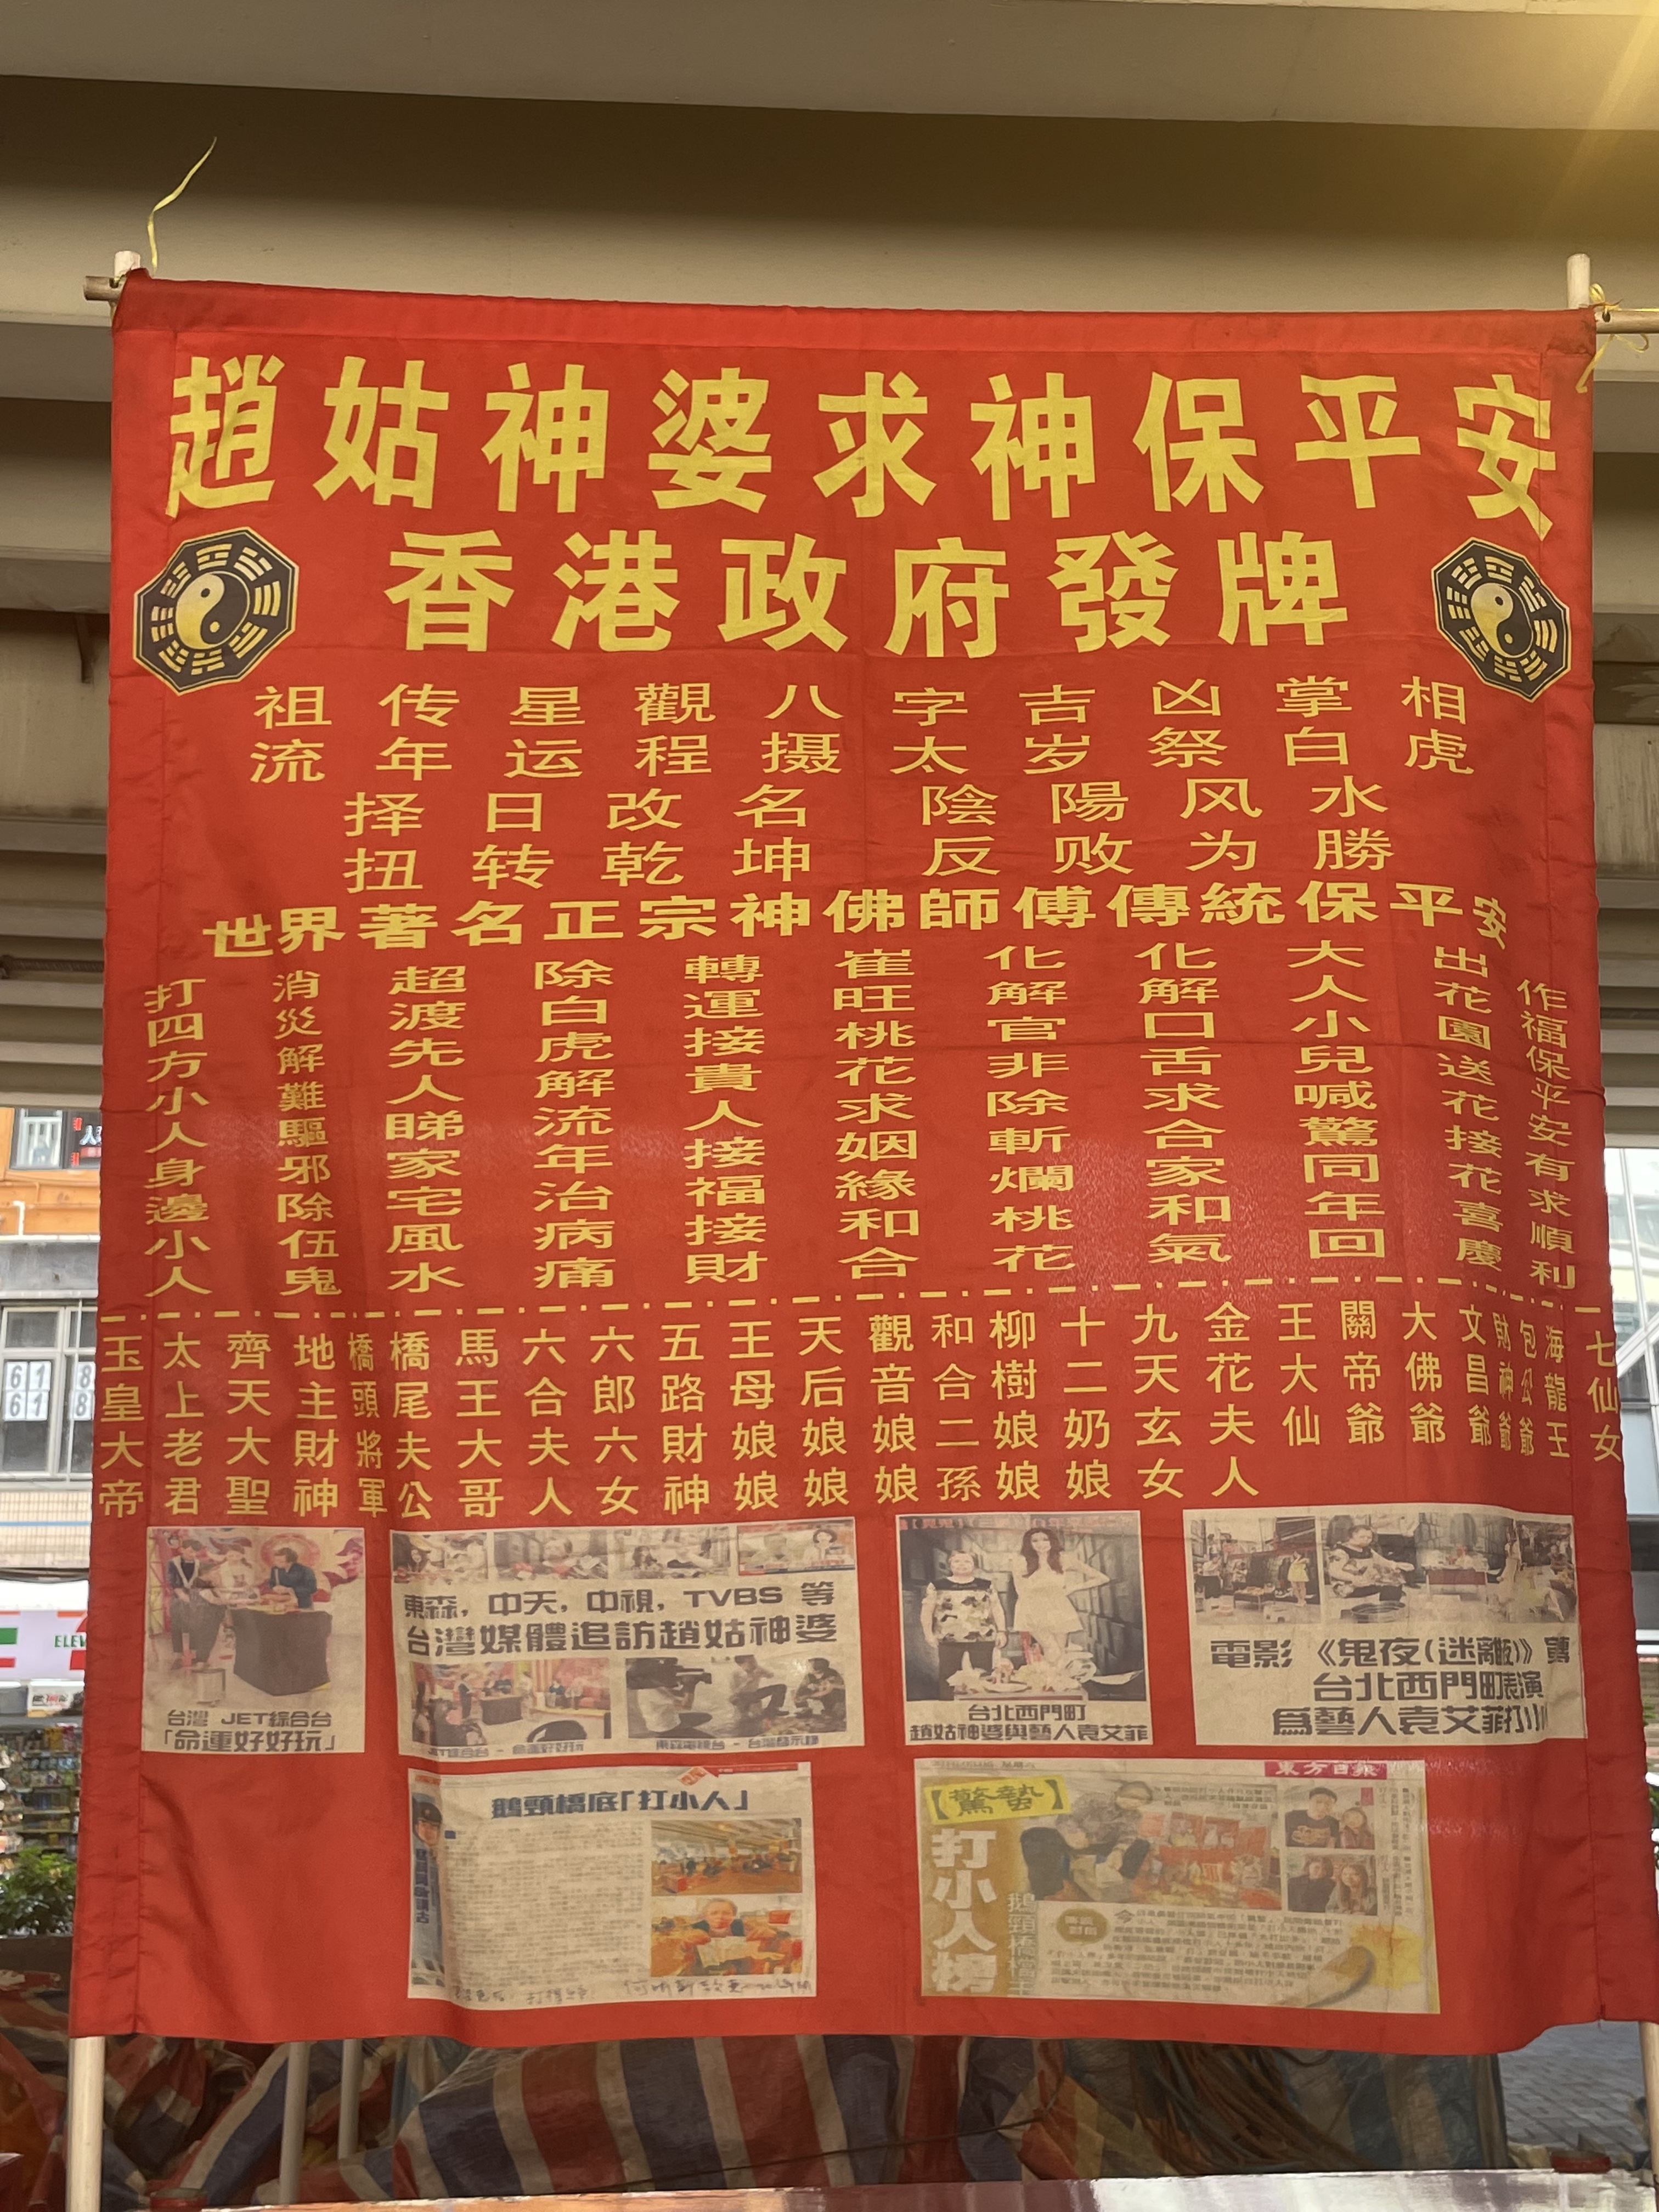 趙姑神婆求神保平安
香港政府發牌
祖传星觀八字吉凶掌相
流年运程摄太岁祭白虎
择日改名 陰陽风水
扭转乾坤 反败为勝
世界著名正宗神佛師傅傳統保平安
打四方小人身邊小人
消災解難驅邪除伍鬼
超渡先人睇家宅風水
除白虎解流年治病痛
轉運接貴人接福接財
崔旺桃花求姻緣和合
化解官非除斬爛桃花
化解口舌求合家和氣
大人小兒喊驚同年回
出花園送花接花喜慶
作福保平安有求順利
玉皇大帝
太上老君
齊天大聖
地主財神
橋頭將軍
橋尾夫公
馬王大哥
六合夫人
六郎六女
五路財神
王母娘娘
天后娘娘
觀音娘娘
和合二孫
柳樹娘娘
十二奶娘
九天玄女
金花夫人
王大仙
關帝爺
大佛爺
文昌爺
財神爺
包公爺
海龍王
七仙女
台灣 JET綜合台
「命運好好玩」
東森, 中天, 中視, TVBS 等
台灣媒體追訪趙姑神婆
台北西門町
趙姑神婆與藝人袁艾菲
電影《鬼夜(迷離版)》
台北西門町表演
為藝人袁艾菲打小
鵝頸橋底「打小人」
東方日報
【驚蟄】
打小人榜
鵝頸橋
ELEV
61 8
61 8